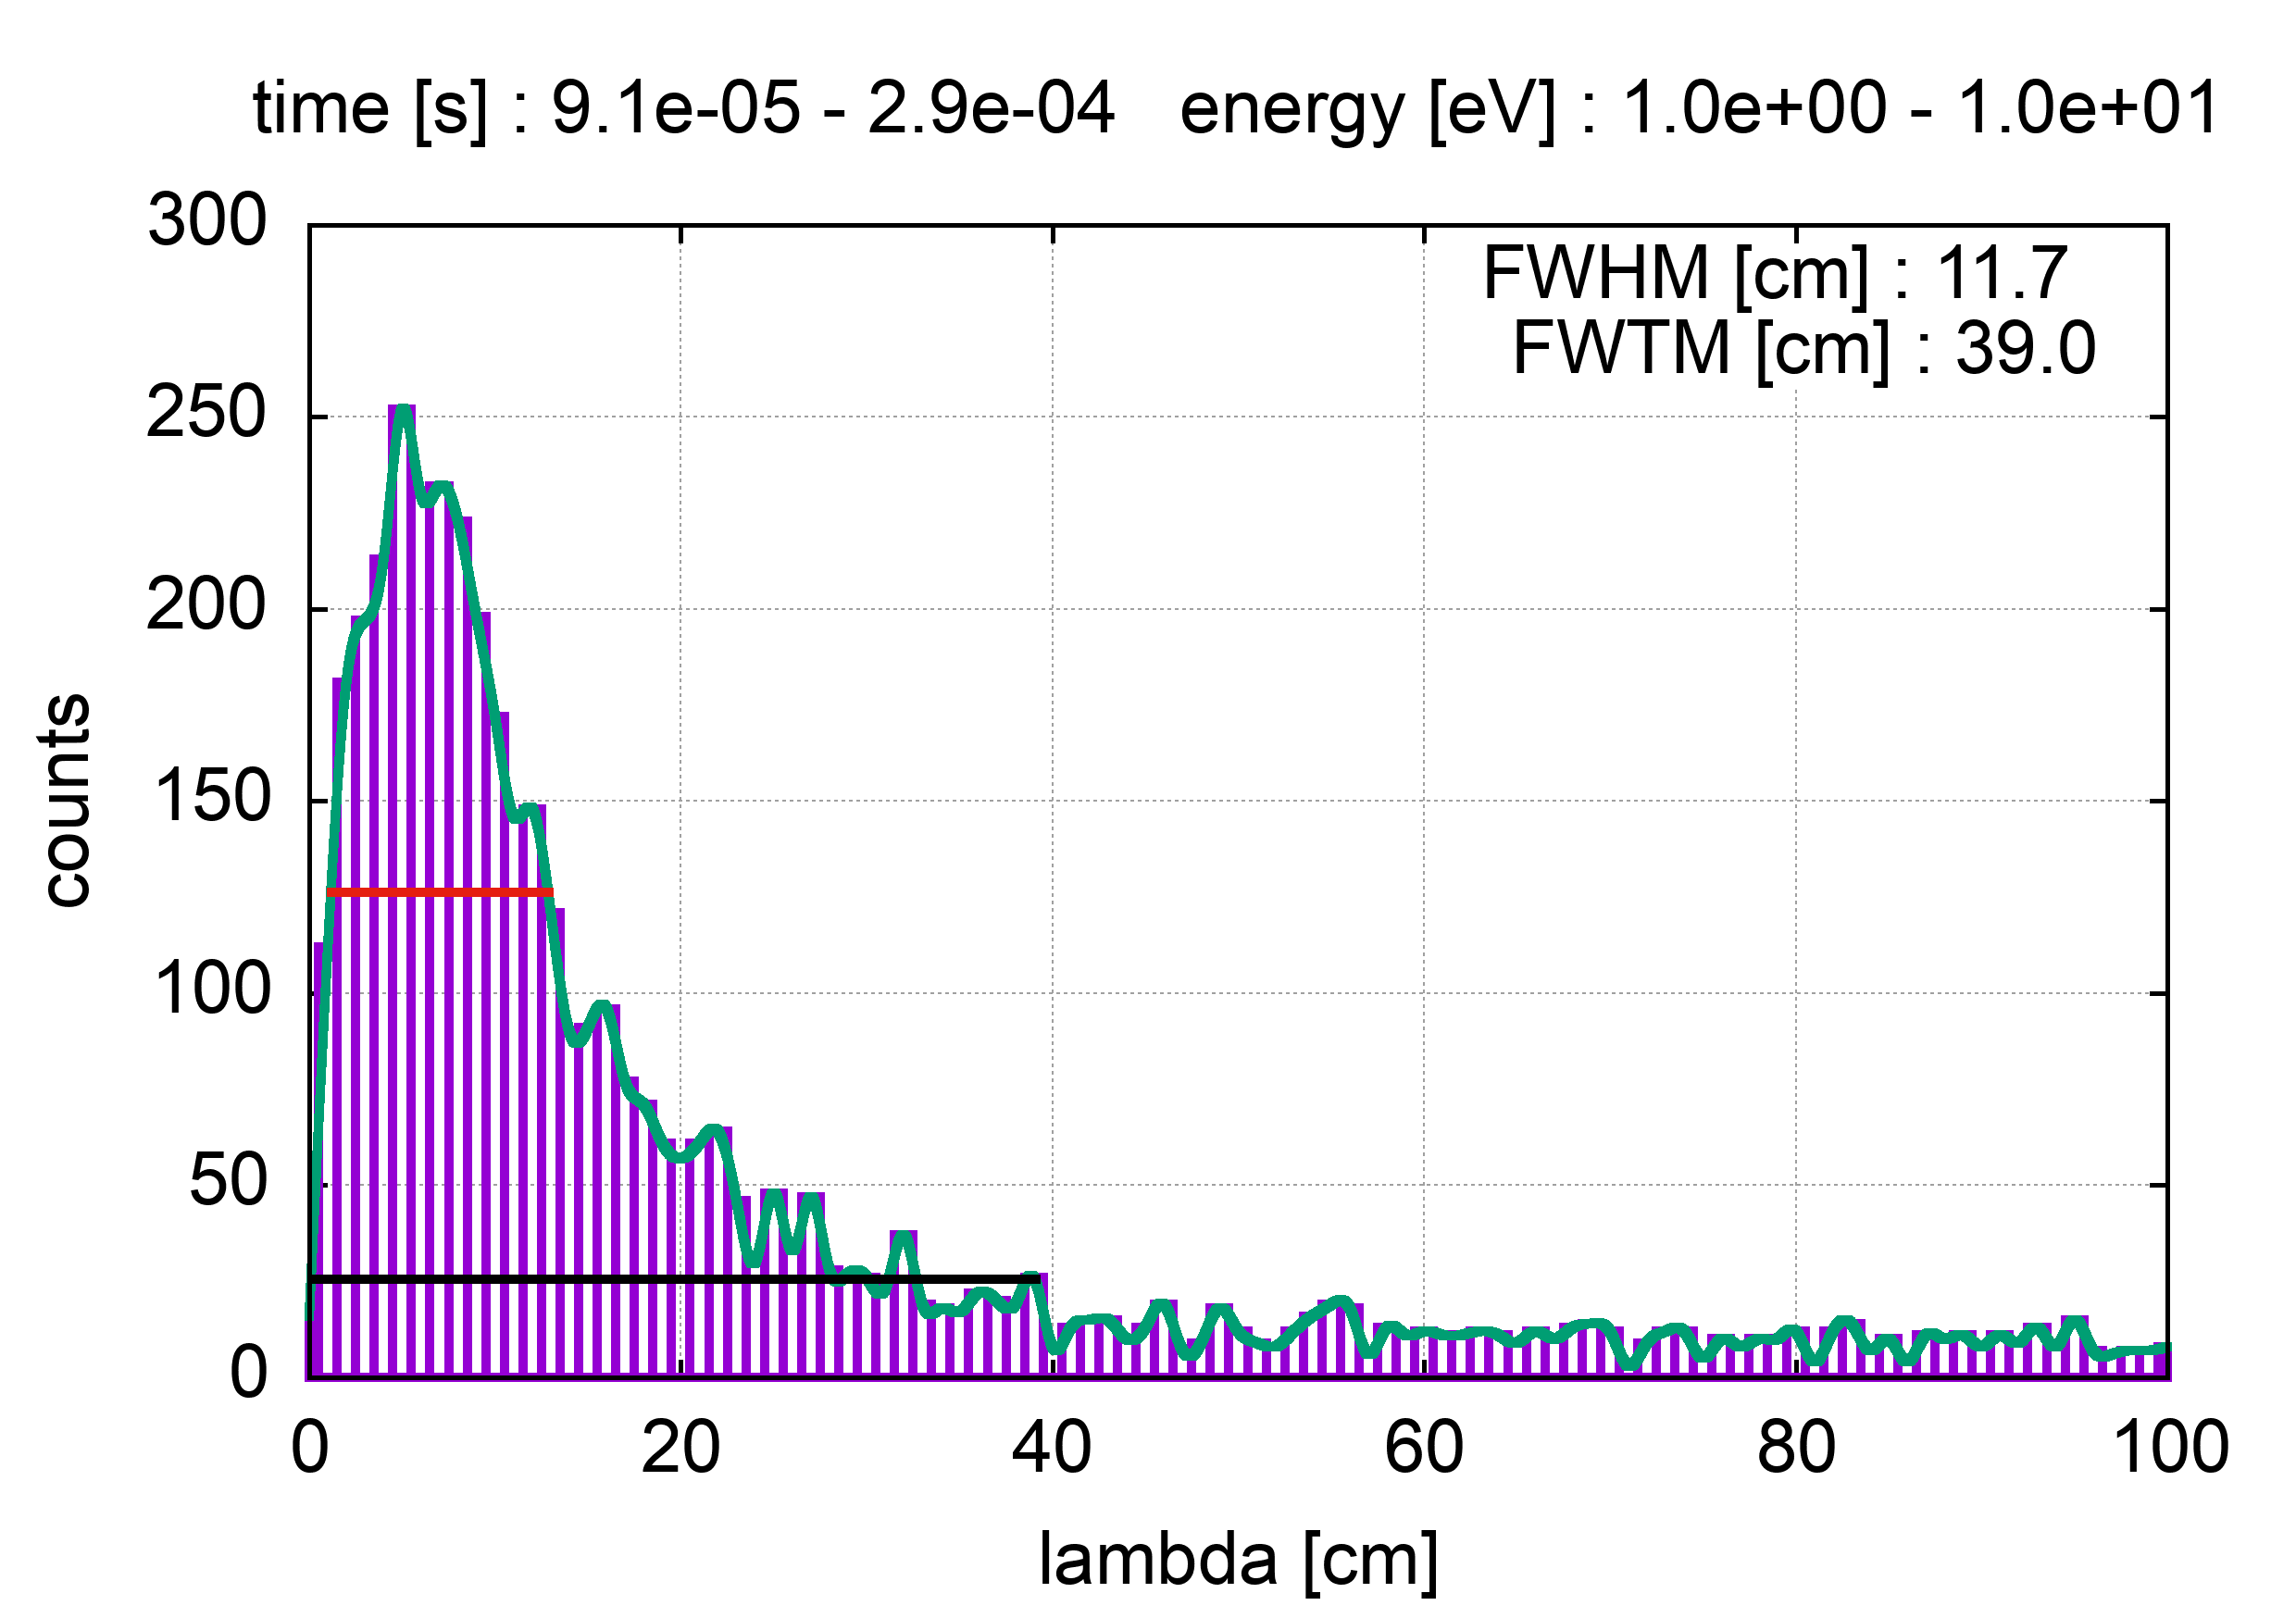 time [s] : 9.1e-05 - 2.9e-04   energy [eV] : 1.0e+00 - 1.0e+01
300
FWHM [cm] : 11.7
FWTM [cm] : 39.0
250
200
150
counts
100
50
0
0 20 40 60 80 100
lambda [cm]